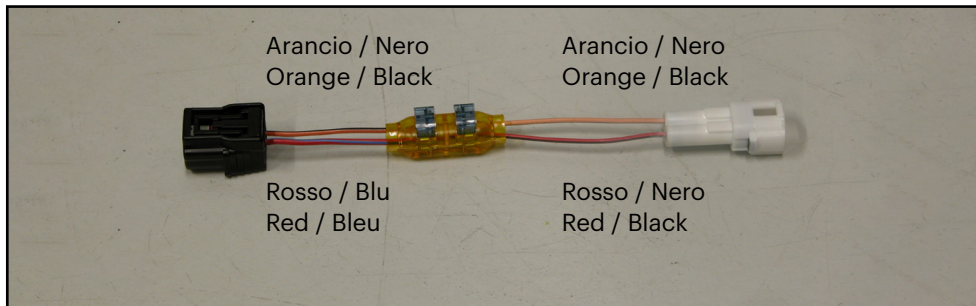 Arancio / Nero
Orange / Black
Arancio / Nero
Orange / Black
Rosso / Blu
Red / Bleu
Rosso / Nero
Red / Black